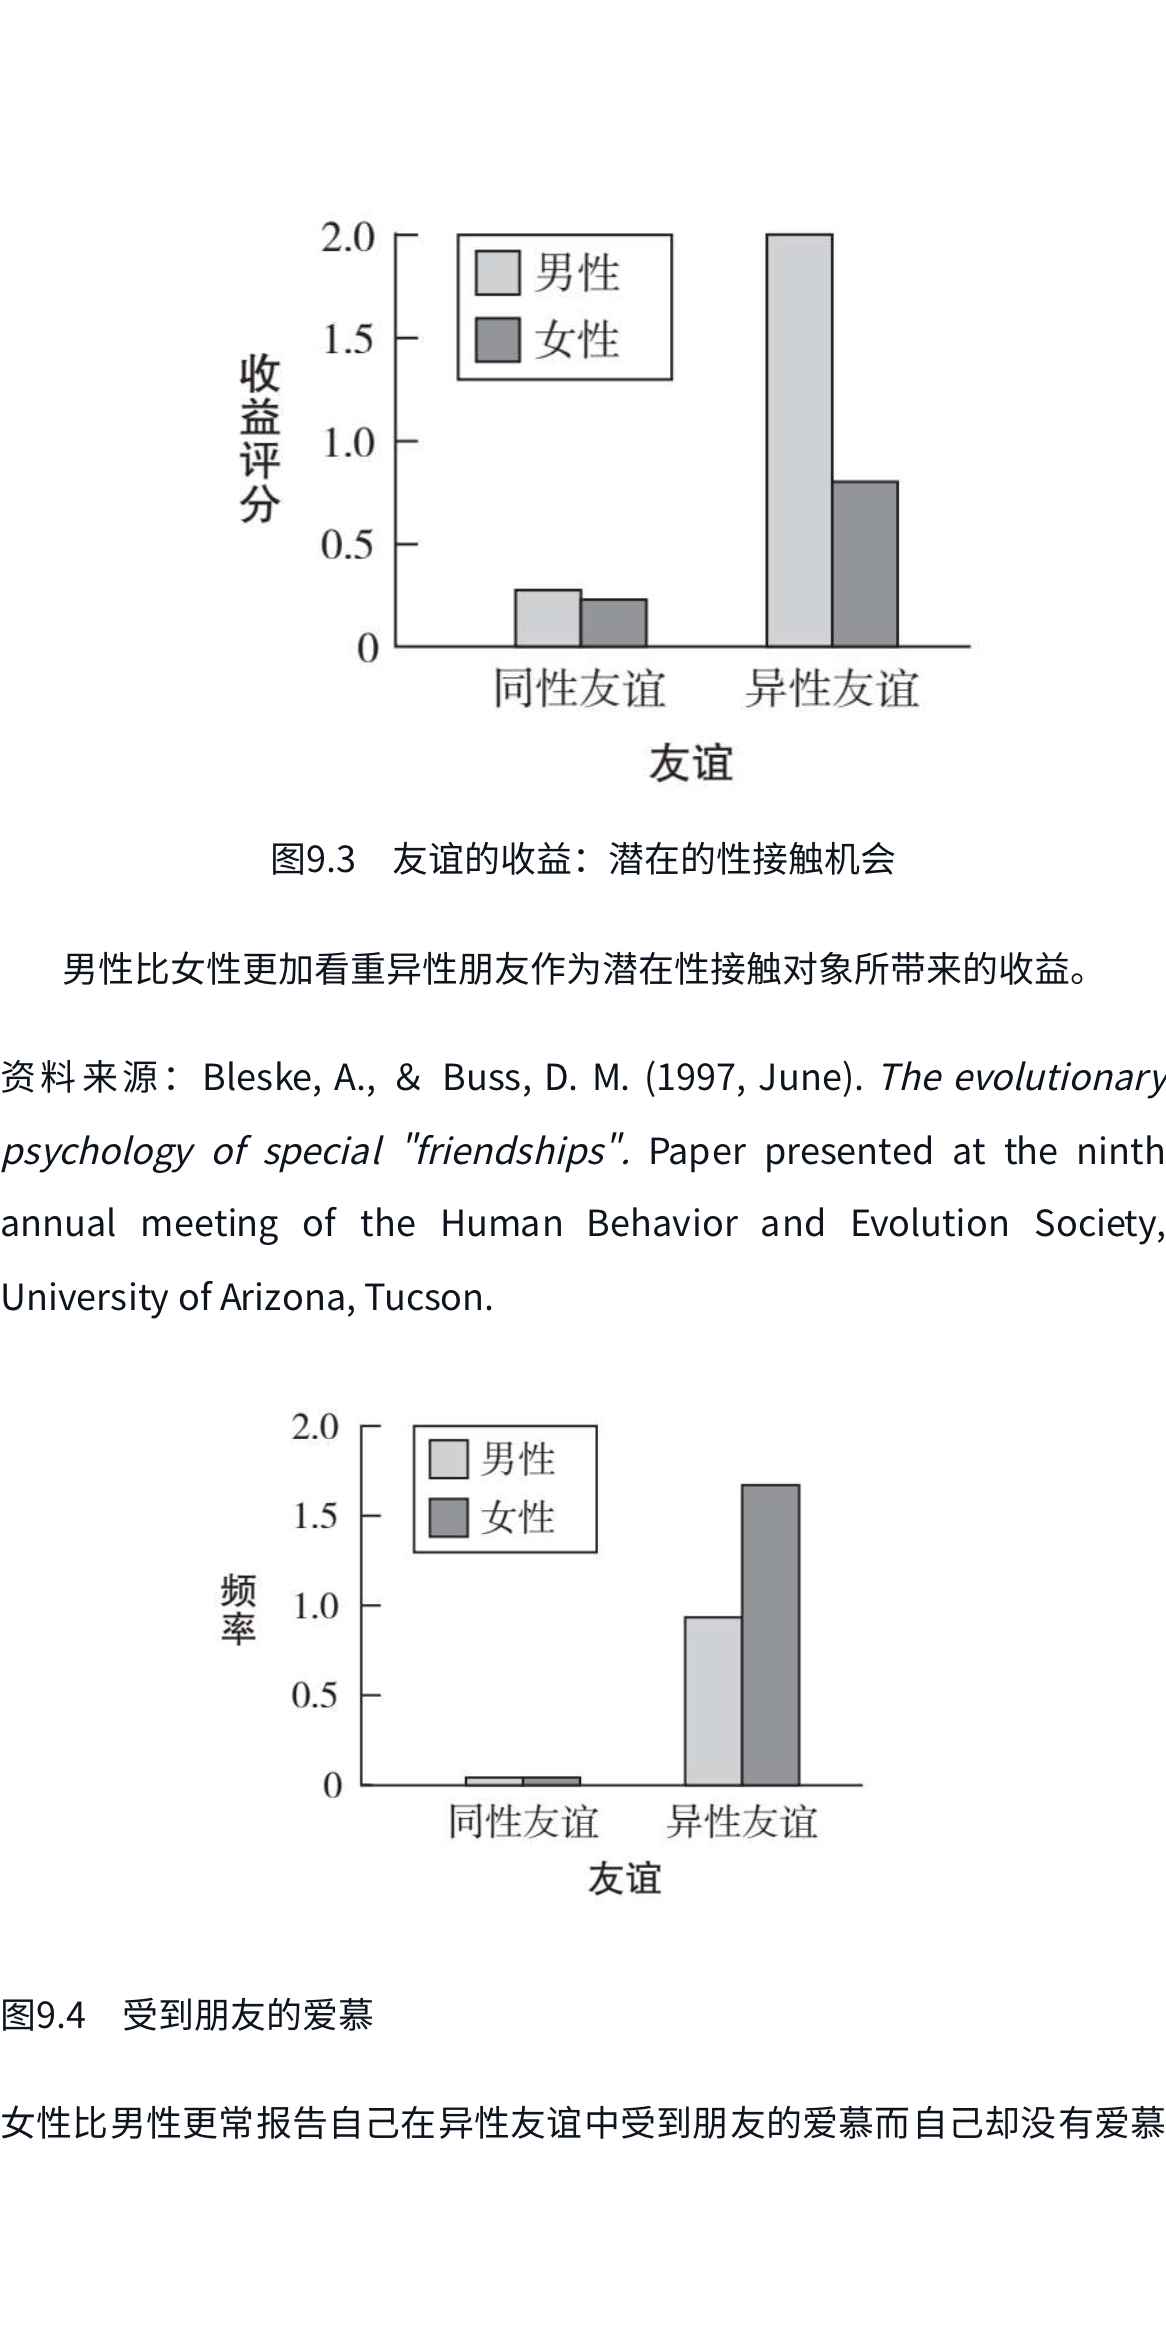 2.0
1.5
1.0
0.5
0
收益评分
男性
女性
同性友谊 异性友谊
友谊
图9.3 友谊的收益：潜在的性接触机会
男性比女性更加看重异性朋友作为潜在性接触对象所带来的收益。
资料来源：Bleske, A., & Buss, D. M. (1997, June). The evolutionary
psychology of special "friendships". Paper presented at the ninth
annual meeting of the Human Behavior and Evolution Society,
University of Arizona, Tucson.
2.0
1.5
1.0
0.5
0
频率
男性
女性
同性友谊 异性友谊
友谊
图9.4 受到朋友的爱慕
女性比男性更常报告自己在异性友谊中受到朋友的爱慕而自己却没有爱慕